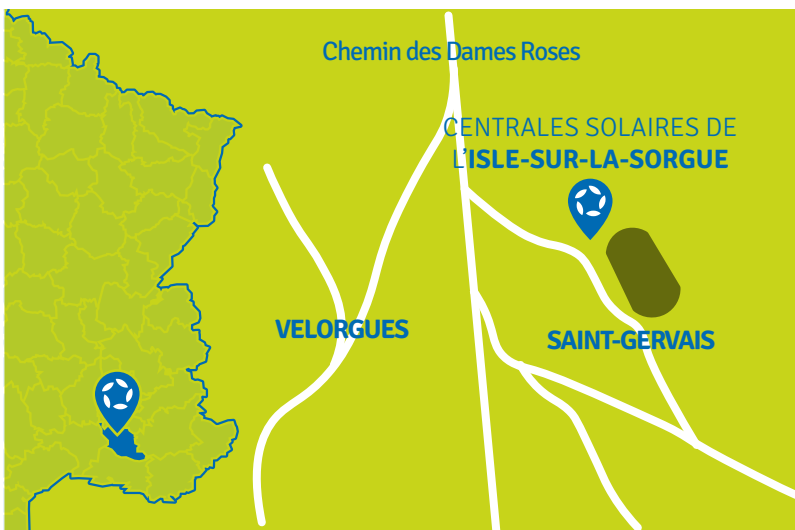 Chemin des Dames Roses
CENTRALES SOLAIRES DE
L'ISLE-SUR-LA-SORGUE
VELORGUES
SAINT-GERVAIS